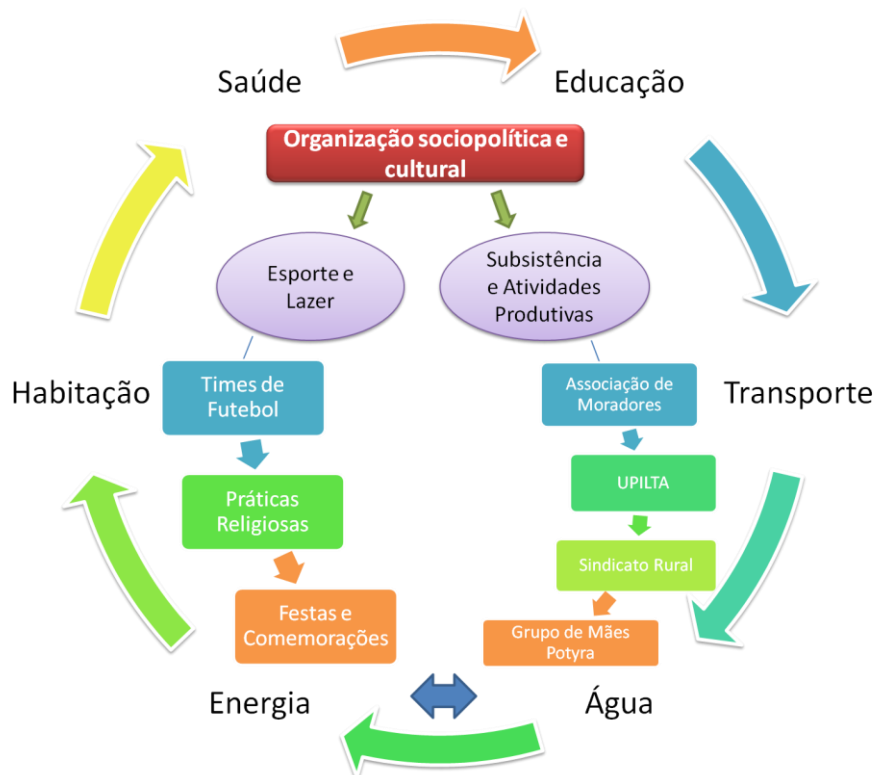 Saúde
Educação
Organização sociopolítica e
cultural
Esporte e
Lazer
Subsistência
e Atividades
Produtivas
Habitação
Times de
Futebol
Associação de
Moradores
Transporte
Práticas
Religiosas
UPILTA
Sindicato Rural
Festas e
Comemorações
Grupo de Mães
Potyra
Energia
Água